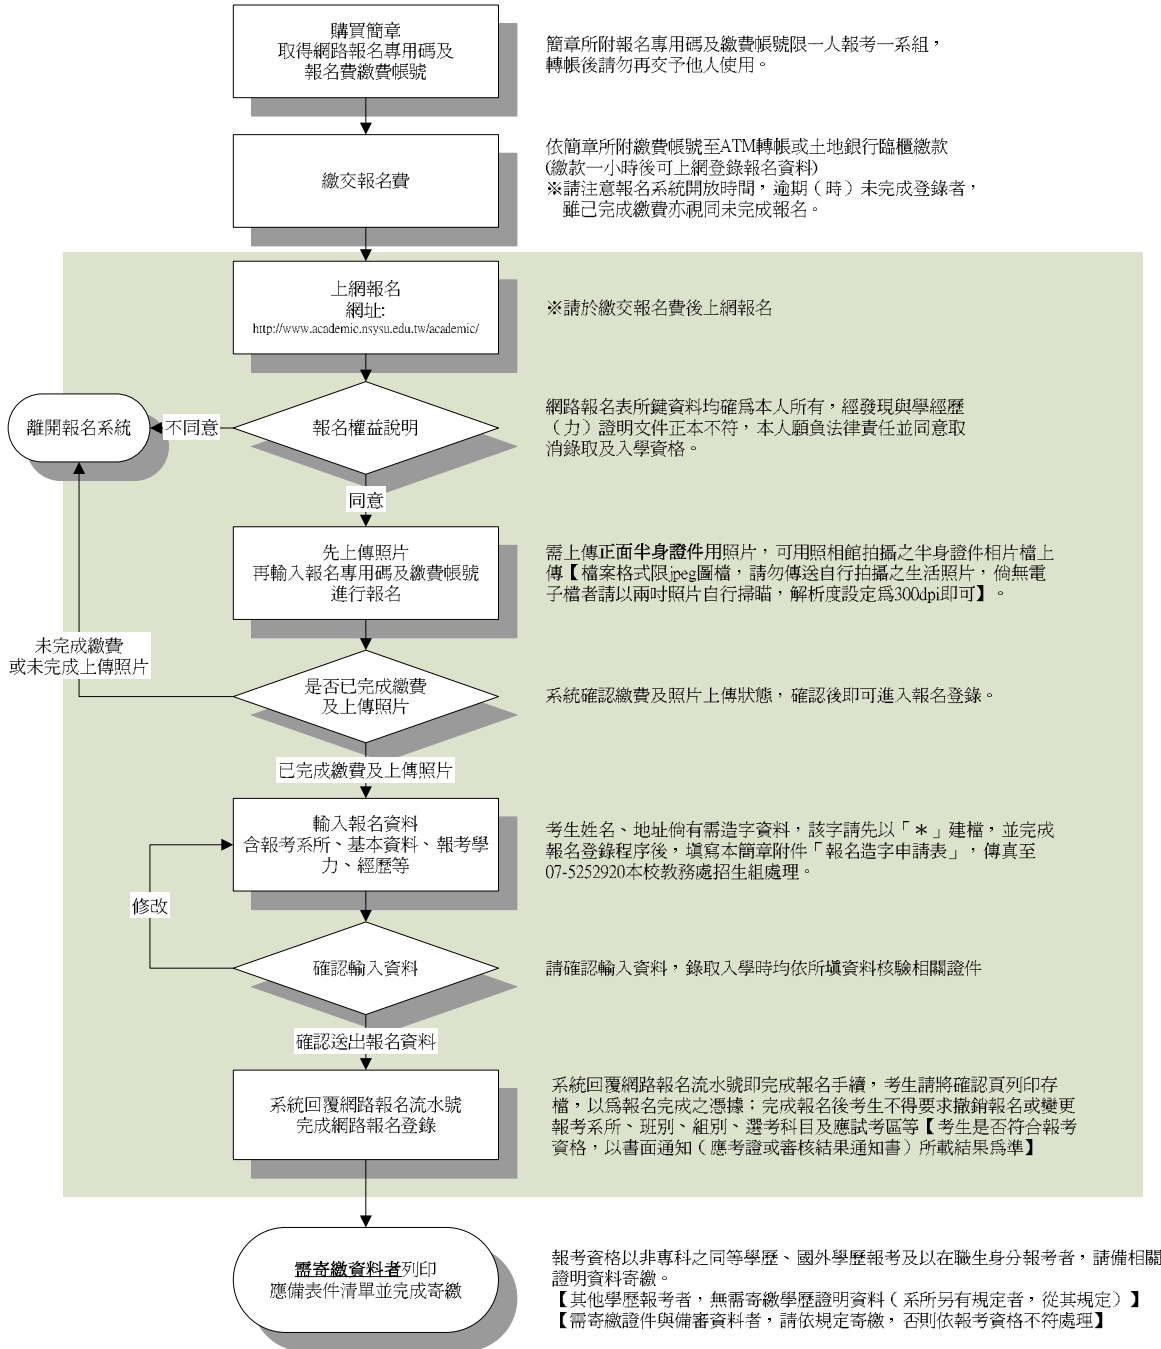 購買簡章
取得網路報名專用碼及
報名費繳費帳號
簡章所附報名專用碼及繳費帳號限一人報考一系組，
轉帳後請勿再交予他人使用。
繳交報名費
依簡章所附繳費帳號至ATM轉帳或土地銀行臨櫃繳款
(繳款一小時後可上網登錄報名資料)
※請注意報名系統開放時間，逾期（時）未完成登錄者，
雖已完成繳費亦視同未完成報名。
上網報名
網址:
http://www.academic.nsysu.edu.tw/academic/
※請於繳交報名費後上網報名
離開報名系統
不同意
報名權益說明
網路報名表所鍵資料均確為本人所有，經發現與學經歷
（力）證明文件正本不符，本人願負法律責任並同意取
消錄取及入學資格。
同意
先上傳照片
再輸入報名專用碼及繳費帳號
進行報名
需上傳正面半身證件用照片，可用照相館拍攝之半身證件相片檔上
傳【檔案格式限jpeg圖檔，請勿傳送自行拍攝之生活照片，倘無電
子檔者請以兩吋照片自行掃瞄，解析度設定為300dpi即可】。
未完成繳費
或未完成上傳照片
是否已完成繳費
及上傳照片
系統確認繳費及照片上傳狀態，確認後即可進入報名登錄。
已完成繳費及上傳照片
輸入報名資料
含報考系所、基本資料、報考學
力、經歷等
考生姓名、地址倘有需造字資料，該字請先以「＊」建檔，並完成
報名登錄程序後，填寫本簡章附件「報名造字申請表」，傳真至
07-5252920本校教務處招生組處理。
修改
確認輸入資料
請確認輸入資料，錄取入學時均依所填資料核驗相關證件
確認送出報名資料
系統回覆網路報名流水號
完成網路報名登錄
系統回覆網路報名流水號即完成報名手續，考生請將確認頁列印存
檔，以為報名完成之憑據；完成報名後考生不得要求撤銷報名或變更
報考系所、班別、組別、選考科目及應試考區等【考生是否符合報考
資格，以書面通知（應考證或審核結果通知書）所載結果為準】
需寄繳資料者列印
應備表件清單並完成寄繳
報考資格以非專科之同等學歷、國外學歷報考及以在職生身分報考者，請備相關
證明資料寄繳。
【其他學歷報考者，無需寄繳學歷證明資料（系所另有規定者，從其規定）】
【需寄繳證件與備審資料者，請依規定寄繳，否則依報考資格不符處理】